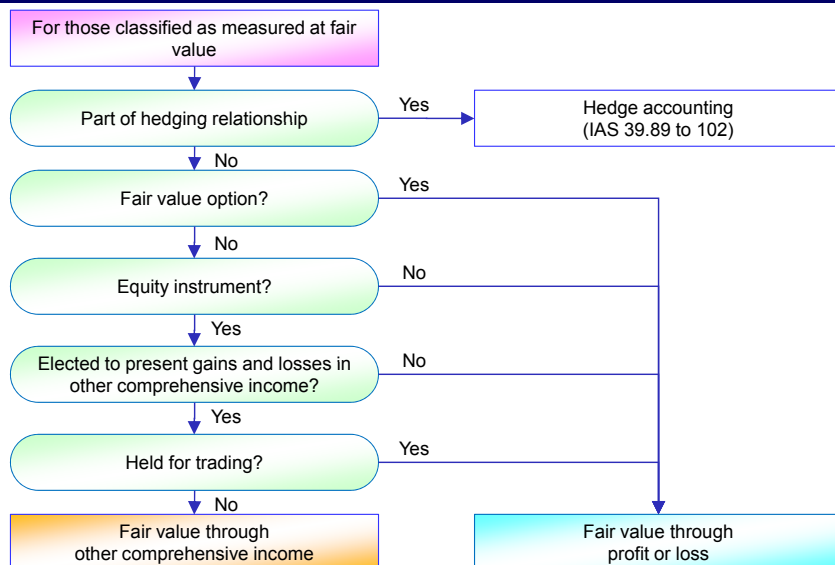 For those classified as measured at fair
value
Part of hedging relationship
Yes
Hedge accounting
(IAS 39.89 to 102)
No
Fair value option?
Yes
No
Equity instrument?
No
Yes
Elected to present gains and losses in
other comprehensive income?
No
Yes
Held for trading?
Yes
No
Fair value through
other comprehensive income
Fair value through
profit or loss